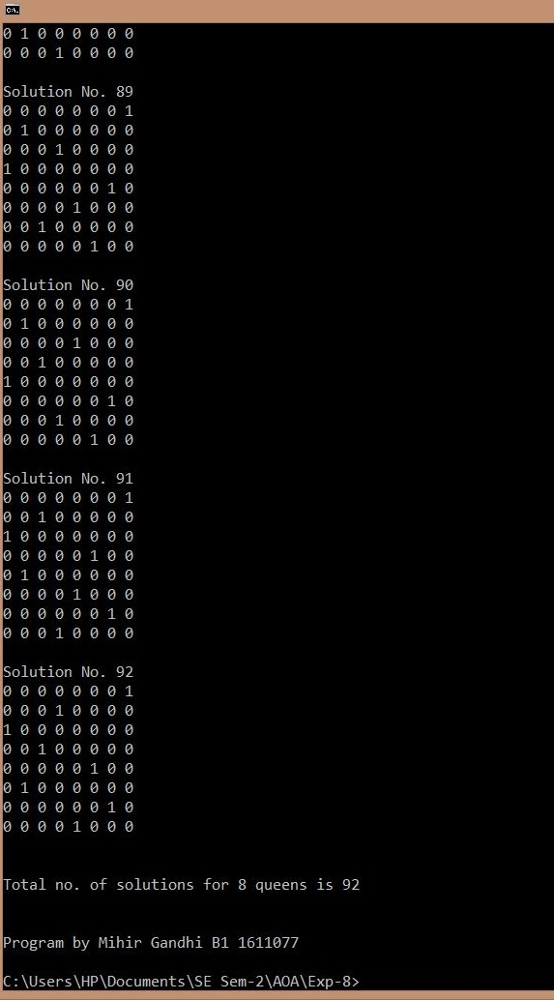 0 1 0 0 0 0 0 0
0 0 0 1 0 0 0 0
Solution No. 89
0 0 0 0 0 0 0 1
0 1 0 0 0 0 0 0
0 0 0 1 0 0 0 0
1 0 0 0 0 0 0 0
0 0 0 0 0 0 1 0
0 0 0 0 1 0 0 0
0 0 1 0 0 0 0 0
0 0 0 0 0 1 0 0
Solution No. 90
0 0 0 0 0 0 0 1
0 1 0 0 0 0 0 0
0 0 0 0 1 0 0 0
0 0 1 0 0 0 0 0
1 0 0 0 0 0 0 0
0 0 0 0 0 0 1 0
0 0 0 1 0 0 0 0
0 0 0 0 0 1 0 0
Solution No. 91
0 0 0 0 0 0 0 1
0 0 1 0 0 0 0 0
1 0 0 0 0 0 0 0
0 0 0 0 0 1 0 0
0 1 0 0 0 0 0 0
0 0 0 0 1 0 0 0
0 0 0 0 0 0 1 0
0 0 0 1 0 0 0 0
Solution No. 92
0 0 0 0 0 0 0 1
0 0 0 1 0 0 0 0
1 0 0 0 0 0 0 0
0 0 1 0 0 0 0 0
0 0 0 0 0 1 0 0
0 1 0 0 0 0 0 0
0 0 0 0 0 0 1 0
0 0 0 0 1 0 0 0
Total no. of solutions for 8 queens is 92
Program by Mihir Gandhi B1 1611077
C:\Users\HP\Documents\SE Sem-2\AOA\Exp-8>